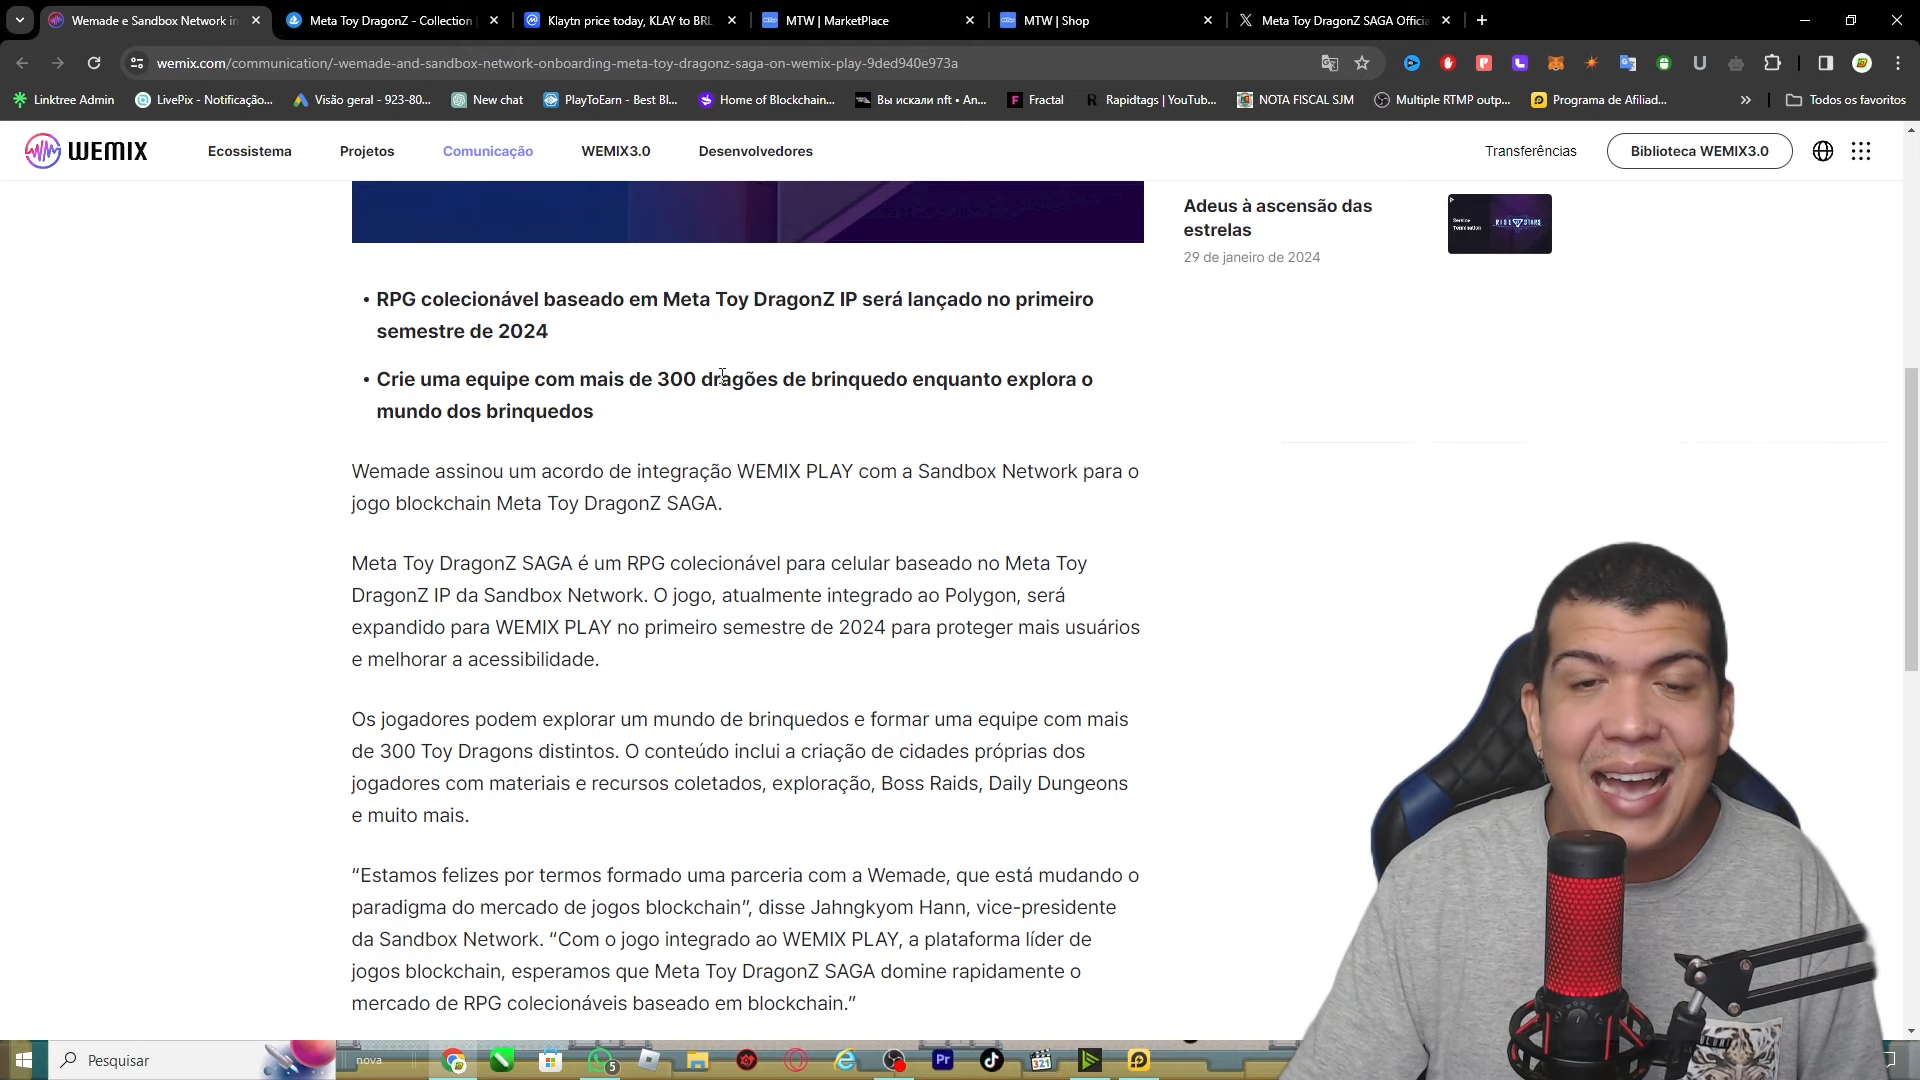 Wemade e Sandbox Network in
Meta Toy DragonZ - Collection
Klaytn price today, KLAY to BRL
MTW | MarketPlace
MTW | Shop
Meta Toy DragonZ SAGA Officia
wemix.com/communication/-wemade-and-sandbox-network-onboarding-meta-toy-dragonz-saga-on-wemix-play-9ded940e973a
Linktree Admin
LivePix - Notificação...
Visão geral - 923-80...
New chat
PlayToEarn - Best Bl...
Home of Blockchain...
Вы искали nft • An...
Fractal
Rapidtags | YouTub...
NOTA FISCAL SJM
Multiple RTMP outp...
Programa de Afiliad...
Todos os favoritos
WEMIX
Ecossistema
Projetos
Comunicação
WEMIX3.0
Desenvolvedores
Transferências
Biblioteca WEMIX3.0
Adeus à ascensão das
estrelas
29 de janeiro de 2024
Service
Termination
RISE STARS
• RPG colecionável baseado em Meta Toy DragonZ IP será lançado no primeiro
semestre de 2024
• Crie uma equipe com mais de 300 dragões de brinquedo enquanto explora o
mundo dos brinquedos
Wemade assinou um acordo de integração WEMIX PLAY com a Sandbox Network para o
jogo blockchain Meta Toy DragonZ SAGA.
Meta Toy DragonZ SAGA é um RPG colecionável para celular baseado no Meta Toy
DragonZ IP da Sandbox Network. O jogo, atualmente integrado ao Polygon, será
expandido para WEMIX PLAY no primeiro semestre de 2024 para proteger mais usuários
e melhorar a acessibilidade.
Os jogadores podem explorar um mundo de brinquedos e formar uma equipe com mais
de 300 Toy Dragons distintos. O conteúdo inclui a criação de cidades próprias dos
jogadores com materiais e recursos coletados, exploração, Boss Raids, Daily Dungeons
e muito mais.
“Estamos felizes por termos formado uma parceria com a Wemade, que está mudando o
paradigma do mercado de jogos blockchain”, disse Jahngkyom Hann, vice-presidente
da Sandbox Network. “Com o jogo integrado ao WEMIX PLAY, a plataforma líder de
jogos blockchain, esperamos que Meta Toy DragonZ SAGA domine rapidamente o
mercado de RPG colecionáveis baseado em blockchain.”
Pesquisar
nova
5
Pr
321